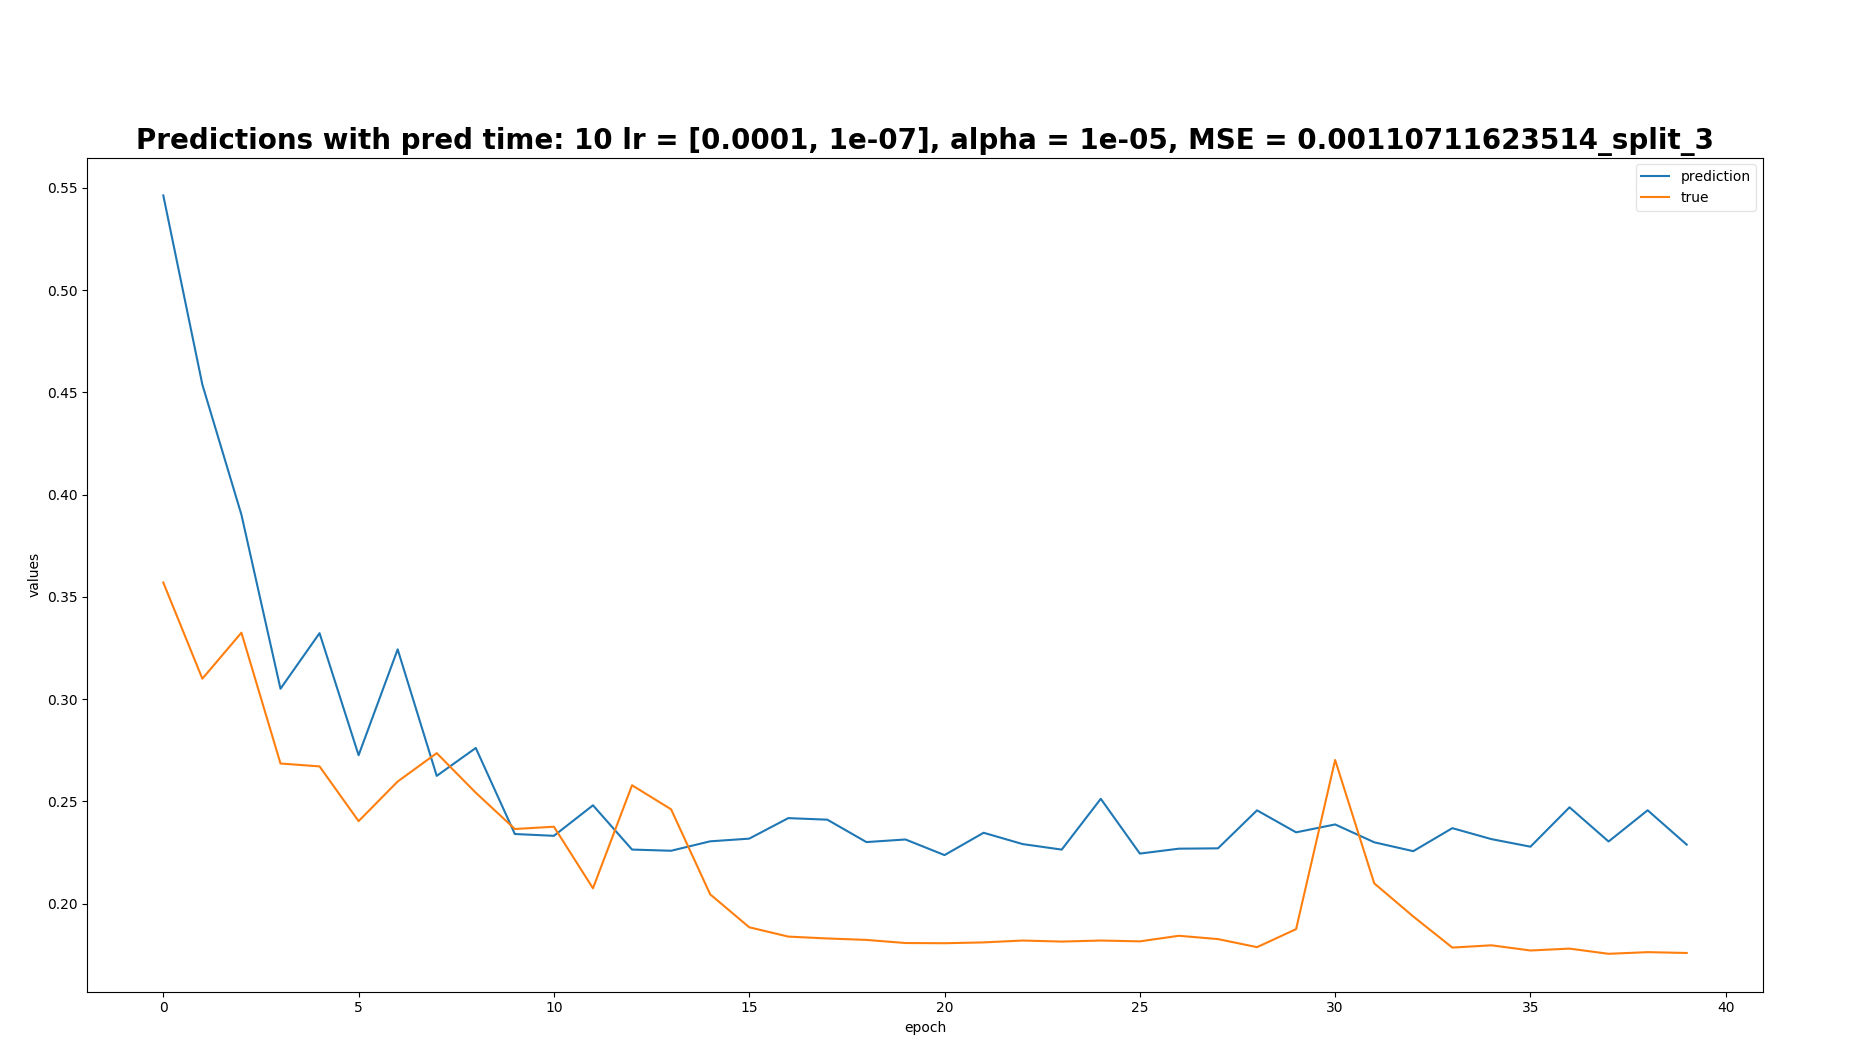 Predictions with pred time: 10 lr = [0.0001, 1e-07], alpha = 1e-05, MSE = 0.00110711623514_split_3
prediction
true
0.55
0.50
0.45
0.40
0.35
0.30
0.25
0.20
values
0 5 10 15 20 25 30 35 40
epoch